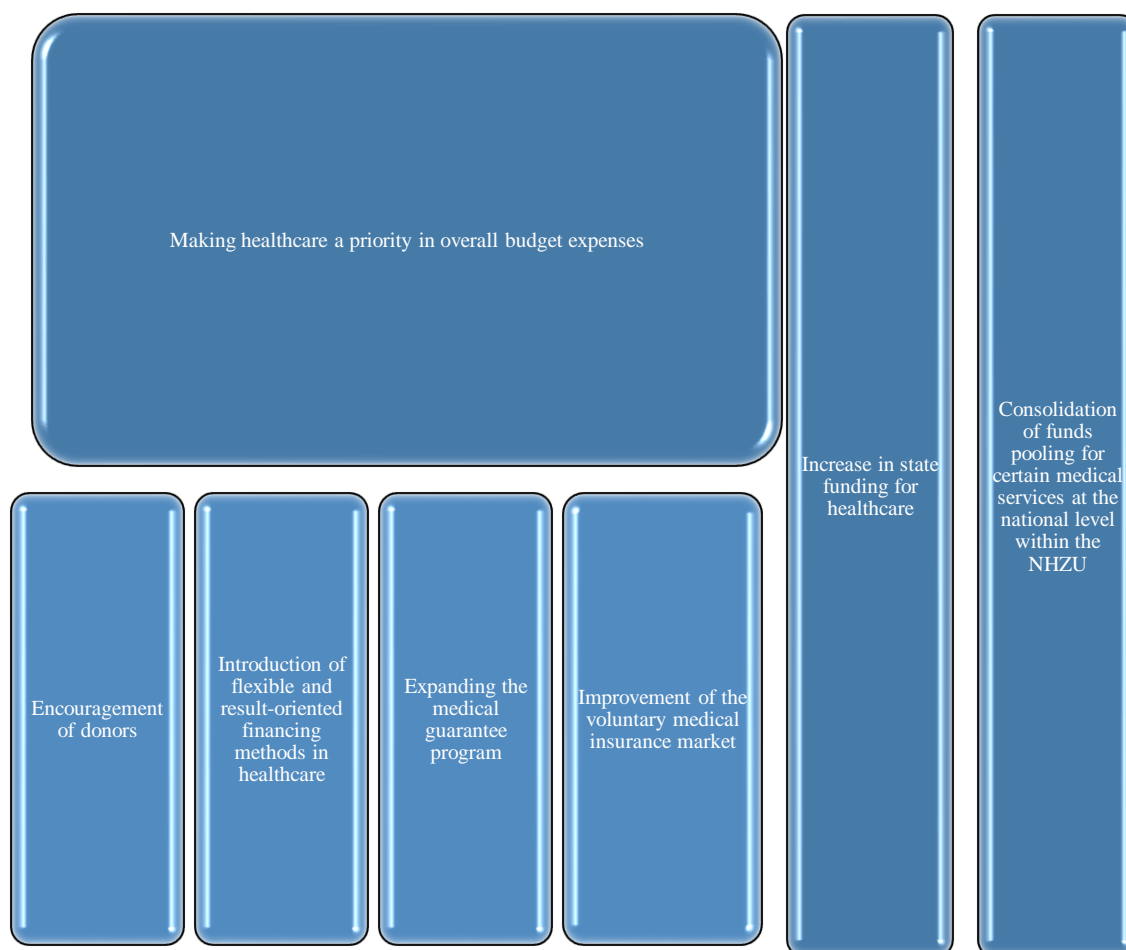 Making healthcare a priority in overall budget expenses
Encouragement
of donors
Introduction of
flexible and
result-oriented
financing
methods in
healthcare
Expanding the
medical
guarantee
program
Improvement of the
voluntary medical
insurance market
Increase in state
funding for
healthcare
Consolidation
of funds
pooling for
certain medical
services at the
national level
within the
NHZU